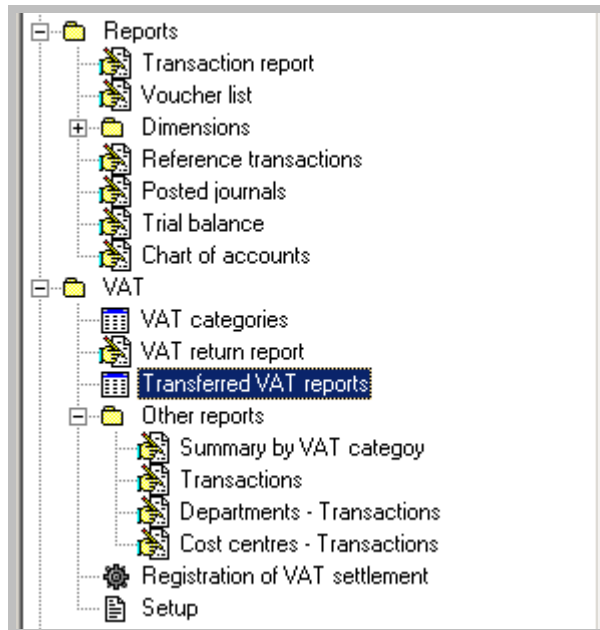 Reports
Transaction report
Voucher list
Dimensions
Reference transactions
Posted journals
Trial balance
Chart of accounts
VAT
VAT categories
VAT return report
Transferred VAT reports
Other reports
Summary by VAT categoy
Transactions
Departments - Transactions
Cost centres - Transactions
Registration of VAT settlement
Setup